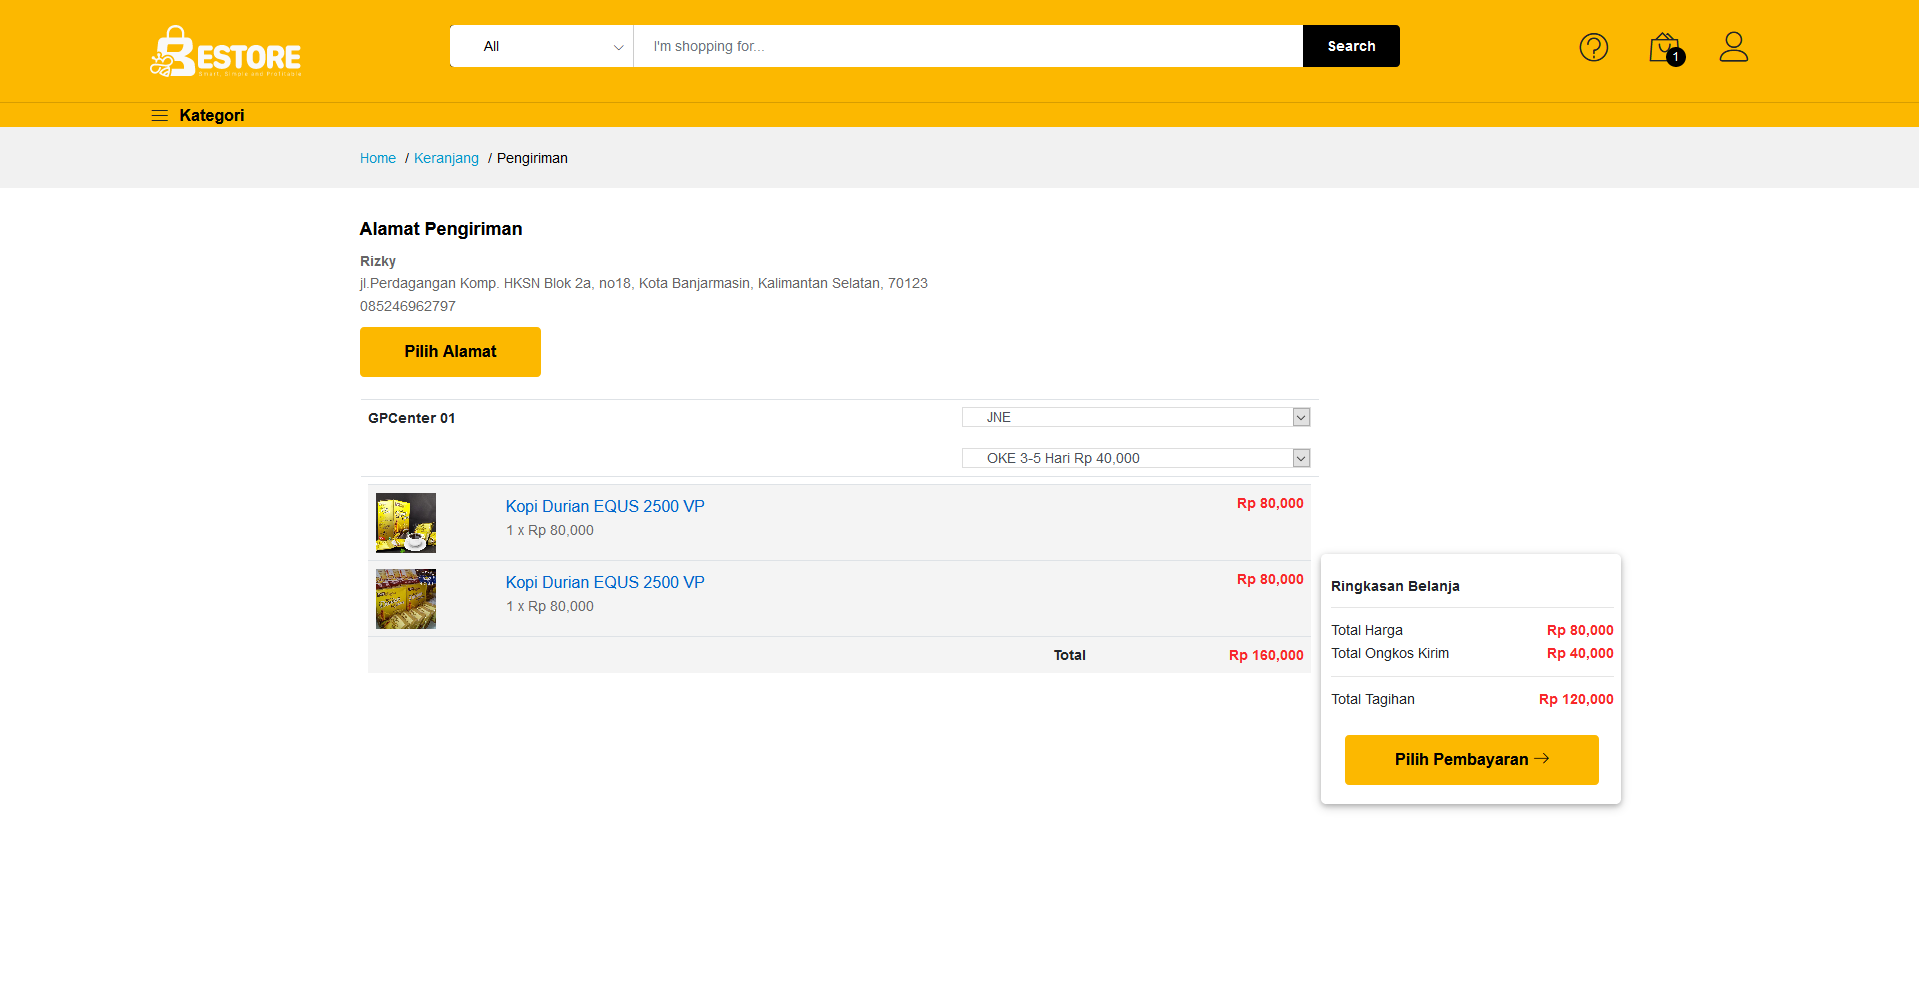 BESTORE
Smart, Simple and Profitable
All
I'm shopping for...
Search
1
Kategori
Home / Keranjang / Pengiriman
Alamat Pengiriman
Rizky
jl.Perdagangan Komp. HKSN Blok 2a, no18, Kota Banjarmasin, Kalimantan Selatan, 70123
085246962797
Pilih Alamat
GPCenter 01
JNE
OKE 3-5 Hari Rp 40,000
Kopi Durian EQUS 2500 VP
Rp 80,000
1 x Rp 80,000
Kopi Durian EQUS 2500 VP
Rp 80,000
1 x Rp 80,000
Total Rp 160,000
Ringkasan Belanja
Total Harga Rp 80,000
Total Ongkos Kirim Rp 40,000
Total Tagihan Rp 120,000
Pilih Pembayaran